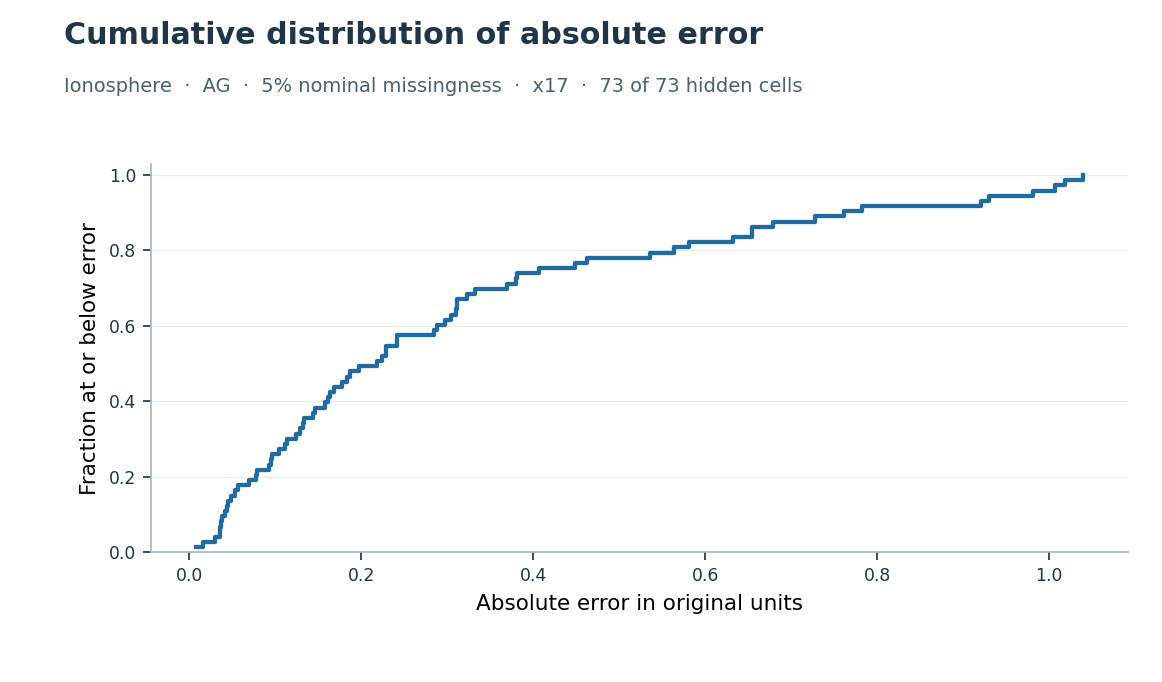 Cumulative distribution of absolute error
Ionosphere · AG · 5% nominal missingness · x17 · 73 of 73 hidden cells
Fraction at or below error
1.0
0.8
0.6
0.4
0.2
0.0
0.0 0.2 0.4 0.6 0.8 1.0
Absolute error in original units